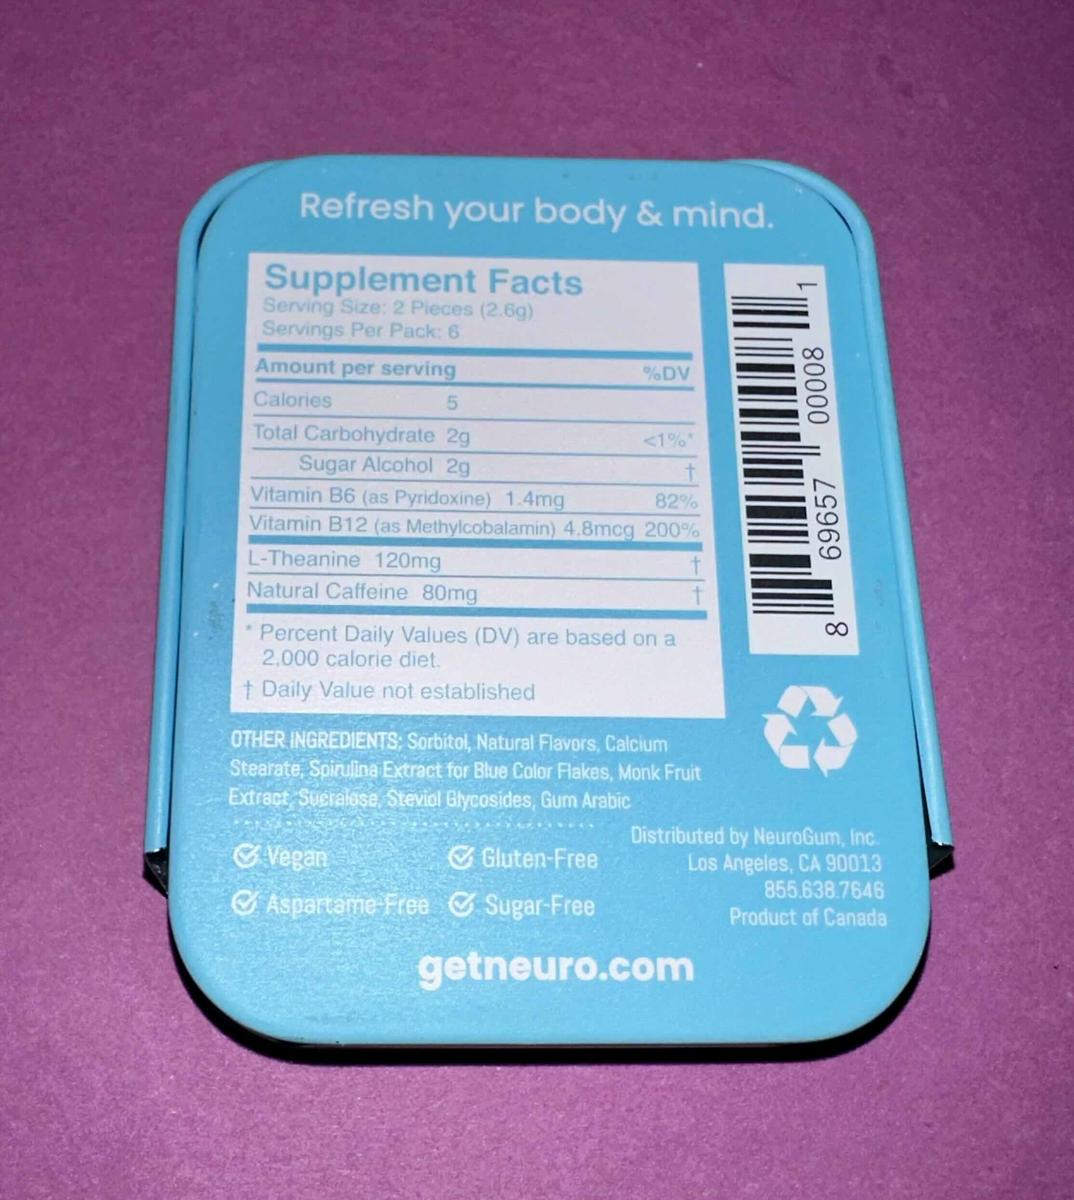 Refresh your body & mind.
Supplement Facts
Serving Size: 2 Pieces (2.6g)
Servings Per Pack: 6
Amount per serving %DV
Calories 5
Total Carbohydrate 2g <1%*
Sugar Alcohol 2g †
Vitamin B6 (as Pyridoxine) 1.4mg 82%
Vitamin B12 (as Methylcobalamin) 4.8mcg 200%
L-Theanine 120mg †
Natural Caffeine 80mg †
* Percent Daily Values (DV) are based on a
2,000 calorie diet.
† Daily Value not established
8 69657 00008 1
OTHER INGREDIENTS: Sorbitol, Natural Flavors, Calcium
Stearate, Spirulina Extract for Blue Color Flakes, Monk Fruit
Extract, Sucralose, Steviol Glycosides, Gum Arabic
Vegan Gluten-Free
Aspartame-Free Sugar-Free
Distributed by NeuroGum, Inc.
Los Angeles, CA 90013
855.638.7646
Product of Canada
getneuro.com